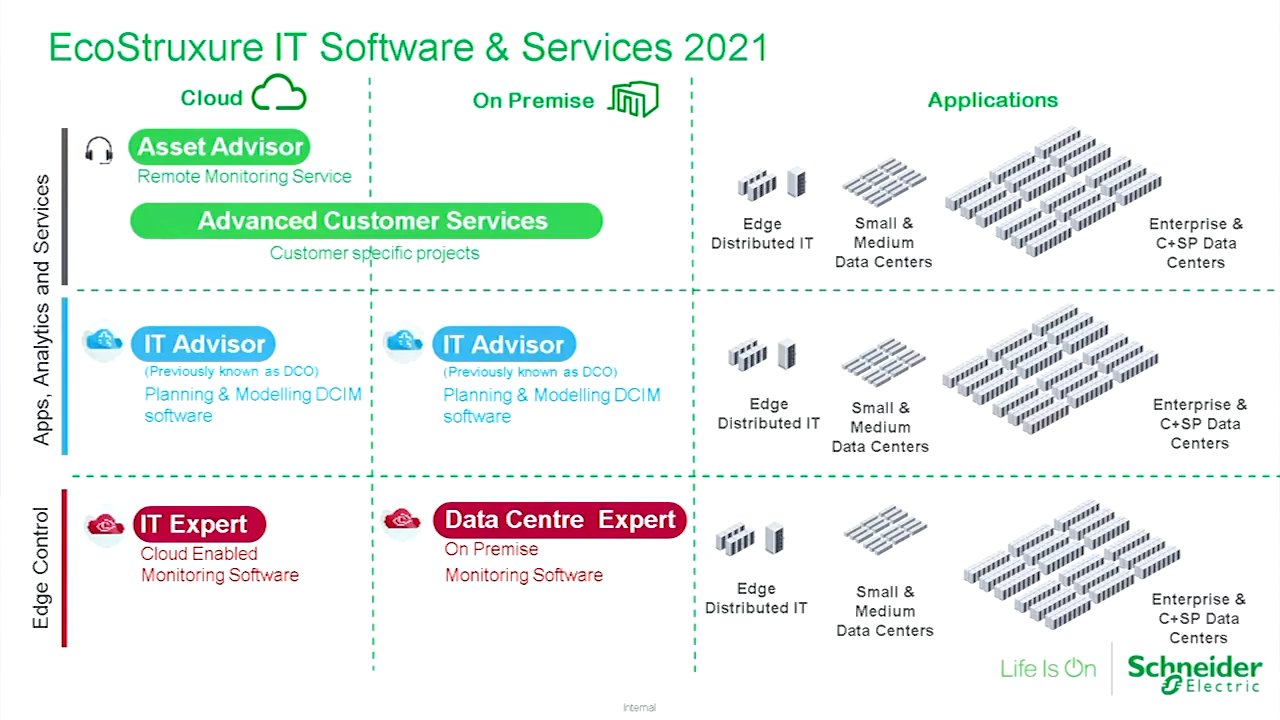 EcoStruxure IT Software & Services 2021
Cloud
On Premise
Applications
Apps, Analytics and Services
Asset Advisor
Remote Monitoring Service
Advanced Customer Services
Customer specific projects
Edge
Distributed IT
Small &
Medium
Data Centers
Enterprise &
C+SP Data
Centers
IT Advisor
(Previously known as DCO)
Planning & Modelling DCIM
software
IT Advisor
(Previously known as DCO)
Planning & Modelling DCIM
software
Edge
Distributed IT
Small &
Medium
Data Centers
Enterprise &
C+SP Data
Centers
Edge Control
IT Expert
Cloud Enabled
Monitoring Software
Data Centre Expert
On Premise
Monitoring Software
Edge
Distributed IT
Small &
Medium
Data Centers
Enterprise &
C+SP Data
Centers
Life Is On
Schneider
Electric
Internal